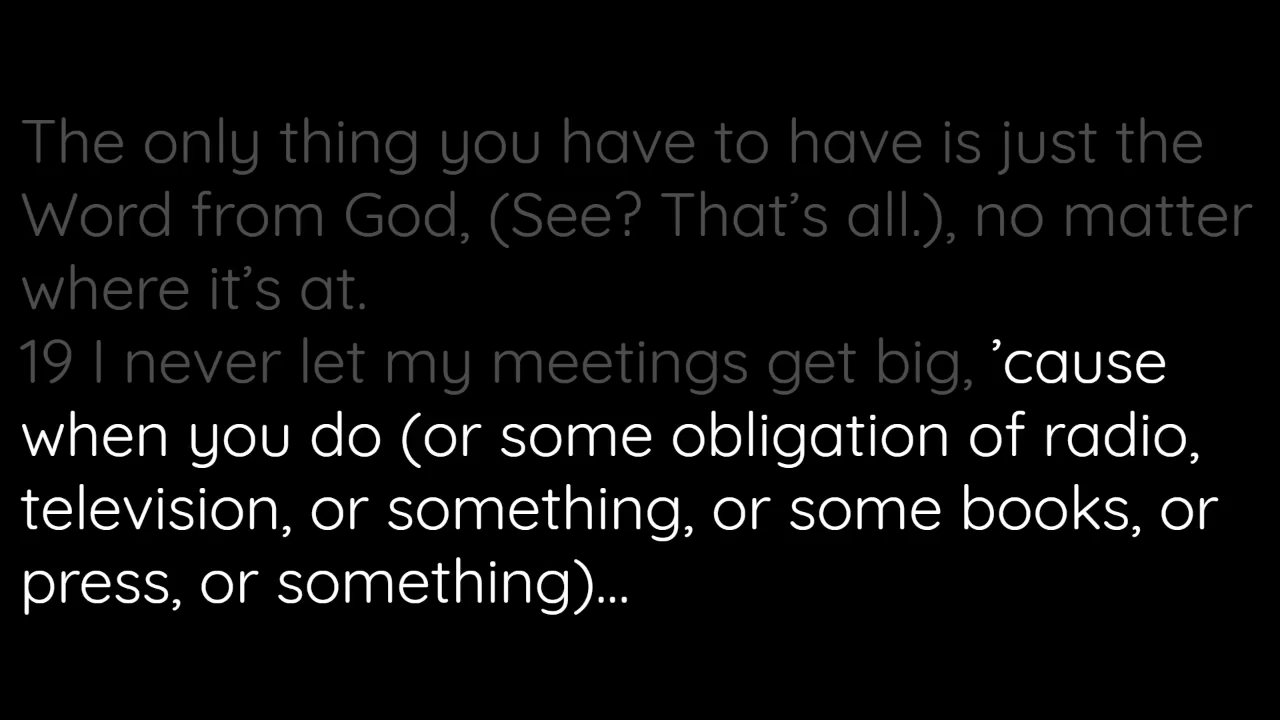 The only thing you have to have is just the
Word from God, (See? That’s all.), no matter
where it’s at.
19 I never let my meetings get big, ’cause
when you do (or some obligation of radio,
television, or something, or some books, or
press, or something)...